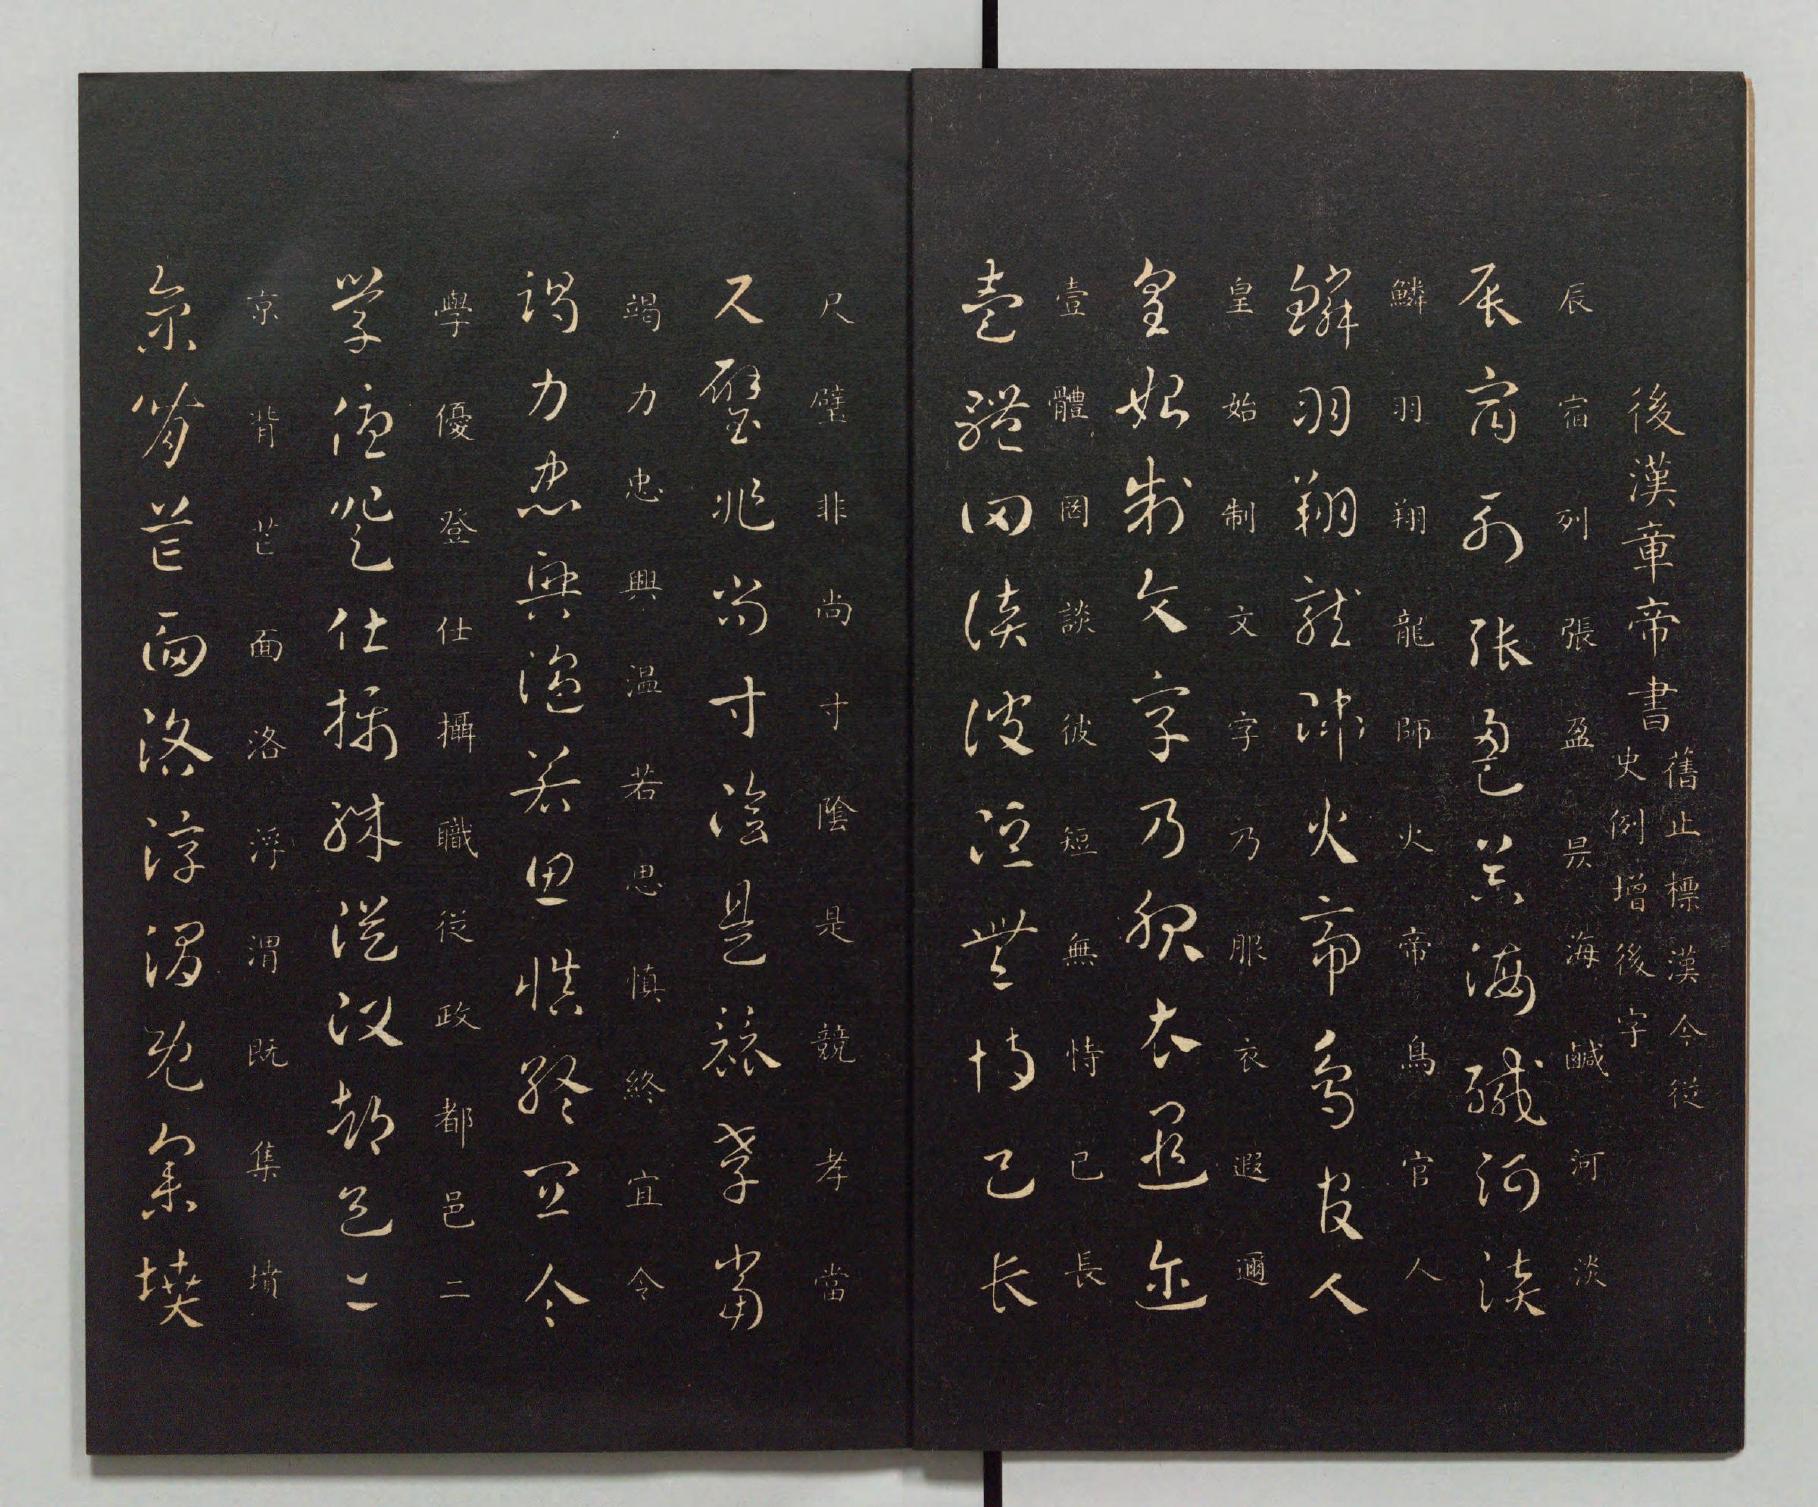 後漢章帝書
舊止標漢今從
史例增後字
辰宿列張盈昃海鹹河淡
辰宿列張盈昃海鹹河淡
鱗羽翔龍師火帝鳥官人
鱗羽翔龍師火帝鳥官人
皇始制文字乃服衣遐邇
皇始制文字乃服衣遐邇
壹體罔談彼短無恃已長
壹體罔談彼短無恃已長
尺璧非尚寸陰是競孝當
尺璧非尚寸陰是競孝當
竭力忠興溫若思慎終宜令
竭力忠興溫若思慎終宜令
學優登仕攝職從政都邑二
學優登仕攝職從政都邑二
京背芒面洛浮渭既集墳
京背芒面洛浮渭既集墳